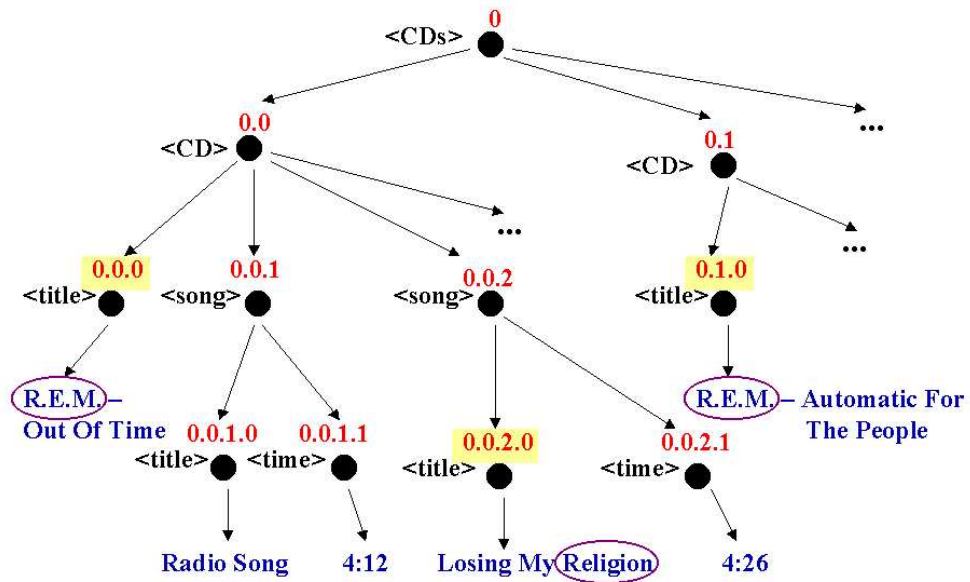 0
<CDs>
...
0.0
<CD>
0.1
<CD>
...
...
0.0.0
<title>
0.0.1
<song>
0.0.2
<song>
0.1.0
<title>
R.E.M. –
Out Of Time
R.E.M. – Automatic For
The People
0.0.1.0
<title>
0.0.1.1
<time>
0.0.2.0
<title>
0.0.2.1
<time>
Radio Song
4:12
Losing My Religion
4:26